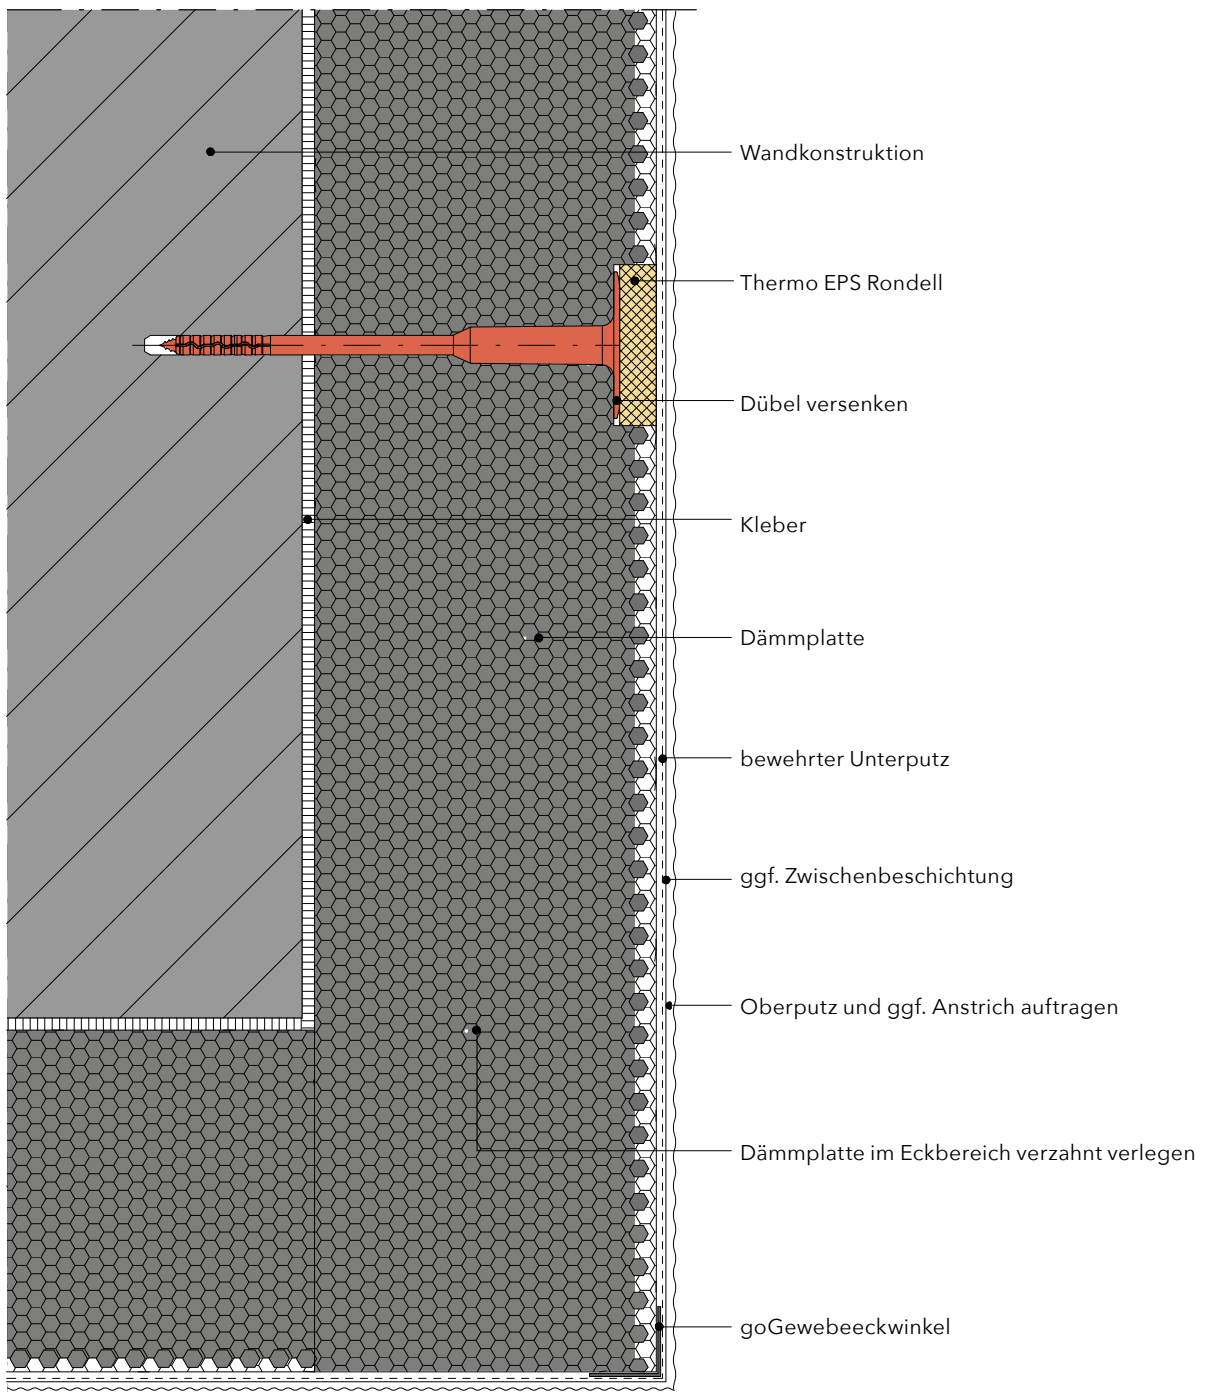 Wandkonstruktion
Thermo EPS Rondell
Dübel versenken
Kleber
Dämmplatte
bewehrter Unterputz
ggf. Zwischenbeschichtung
Oberputz und ggf. Anstrich auftragen
Dämmplatte im Eckbereich verzahnt verlegen
goGewebeeckwinkel